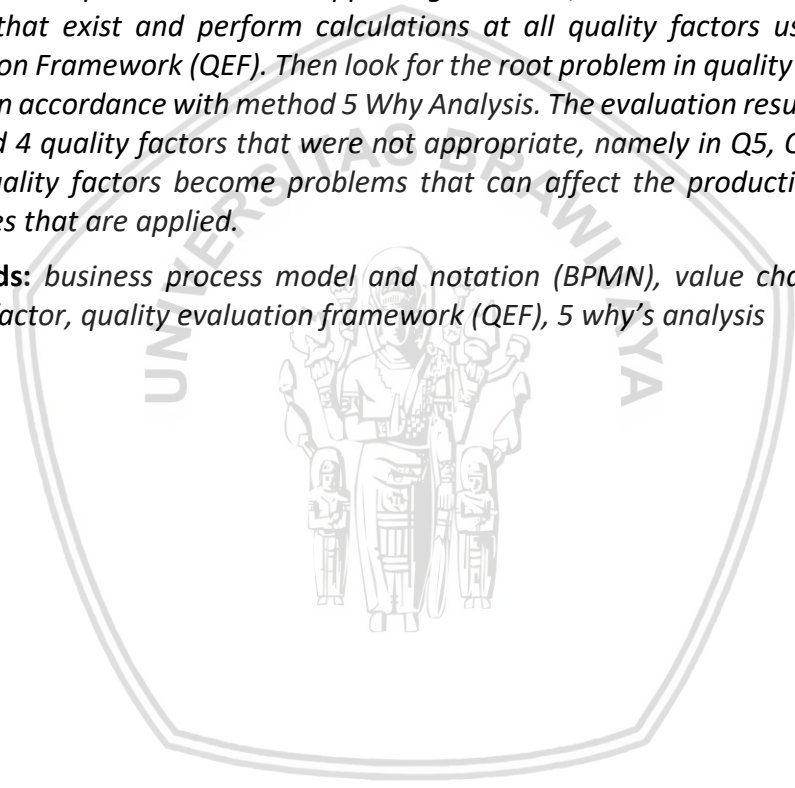 that exist and perform calculations at all quality factors us
on Framework (QEF). Then look for the root problem in quality
n accordance with method 5 Why Analysis. The evaluation resu
d 4 quality factors that were not appropriate, namely in Q5,
uality factors become problems that can affect the producti
es that are applied.
ds: business process model and notation (BPMN), value cha
actor, quality evaluation framework (QEF), 5 why's analysis
UNIVERSITAS BRAWIJAYA